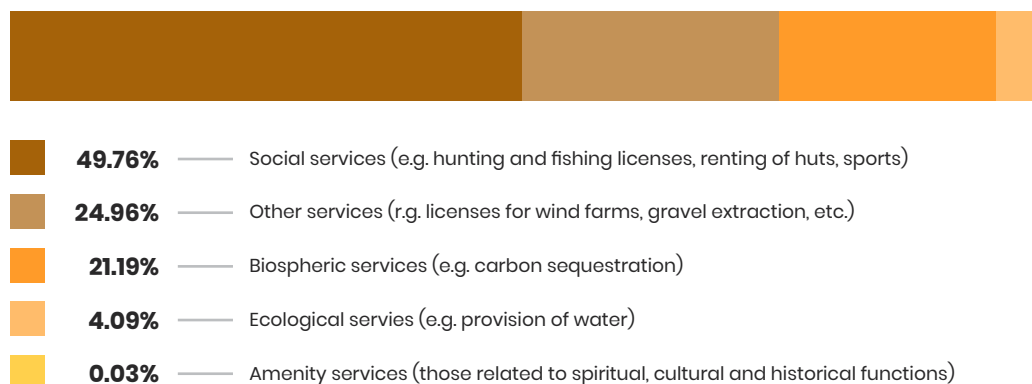 49.76% Social services (e.g. hunting and fishing licenses, renting of huts, sports)
24.96% Other services (r.g. licenses for wind farms, gravel extraction, etc.)
21.19% Biospheric services (e.g. carbon sequestration)
4.09% Ecological servies (e.g. provision of water)
0.03% Amenity services (those related to spiritual, cultural and historical functions)